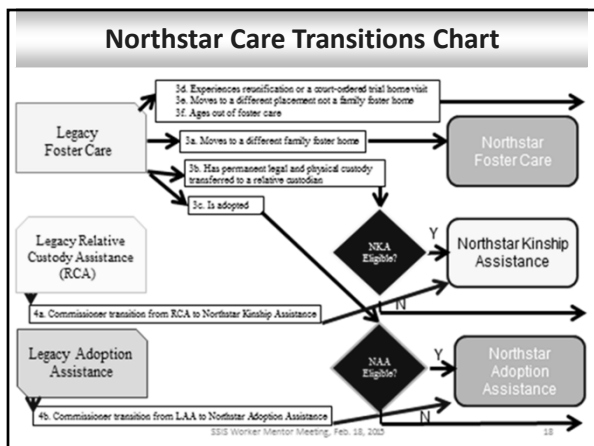 Northstar Care Transitions Chart
3d. Experiences reunification or a court-ordered trial home visit
3e. Moves to a different placement not a family foster home
3f. Ages out of foster care
Legacy
Foster Care
3a. Moves to a different family foster home
Northstar
Foster Care
3b. Has permanent legal and physical custody
transferred to a relative custodian
3c. Is adopted
Legacy Relative
Custody Assistance
(RCA)
NKA
Eligible?
Y
Northstar Kinship
Assistance
N
4a. Commissioner transition from RCA to Northstar Kinship Assistance
Legacy Adoption
Assistance
NAA
Eligible?
Y
Northstar
Adoption
Assistance
N
4b. Commissioner transition from LAA to Northstar Adoption Assistance
SSIS Worker Mentor Meeting, Feb. 18, 2015
18